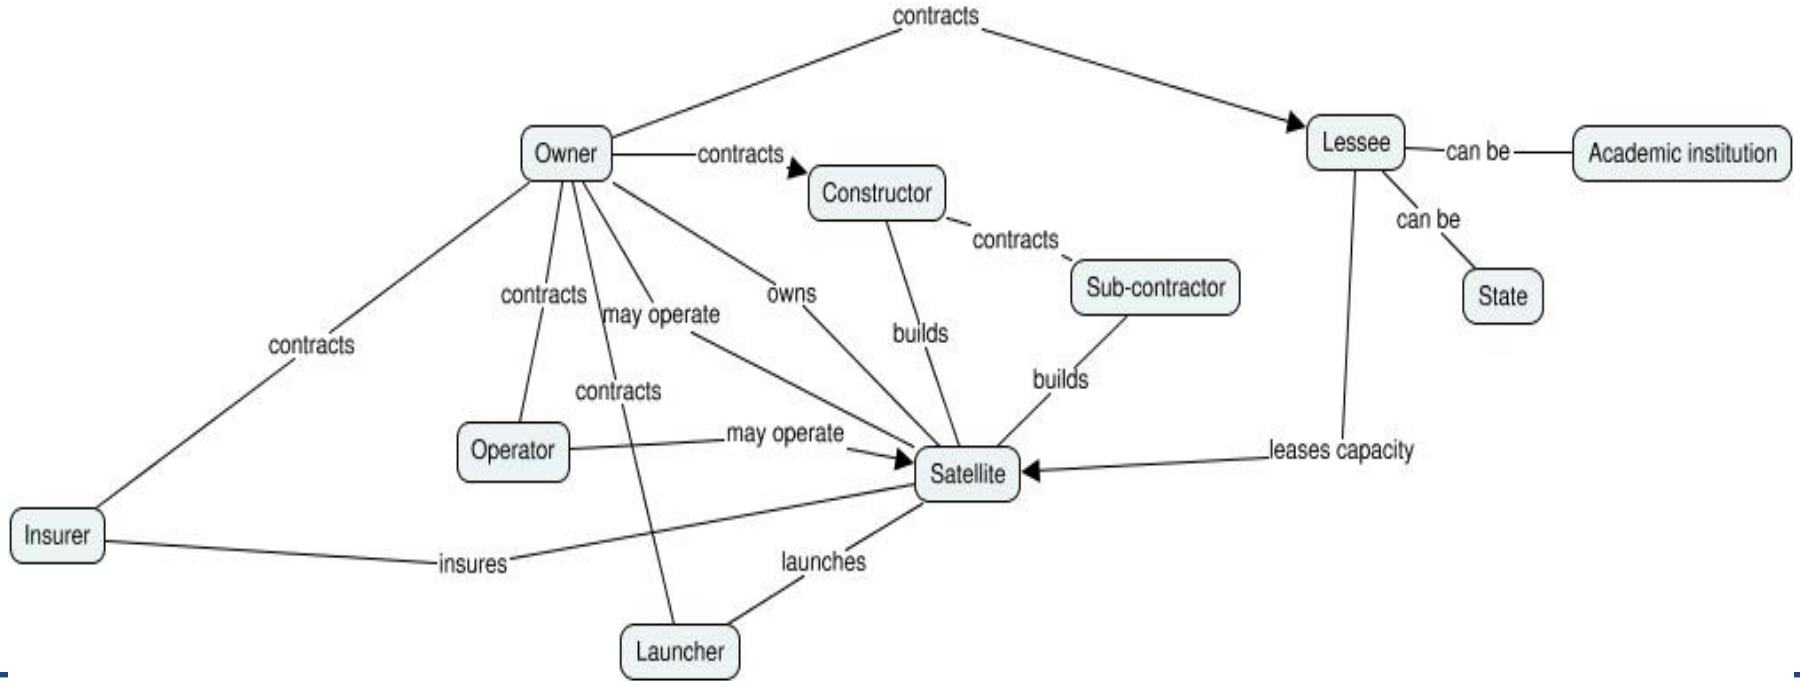 contracts
Owner
contracts
Constructor
Lessee
can be
Academic institution
can be
State
contracts
Sub-contractor
contracts
may operate
owns
builds
builds
contracts
contracts
Operator
may operate
Satellite
leases capacity
Insurer
insures
launches
Launcher